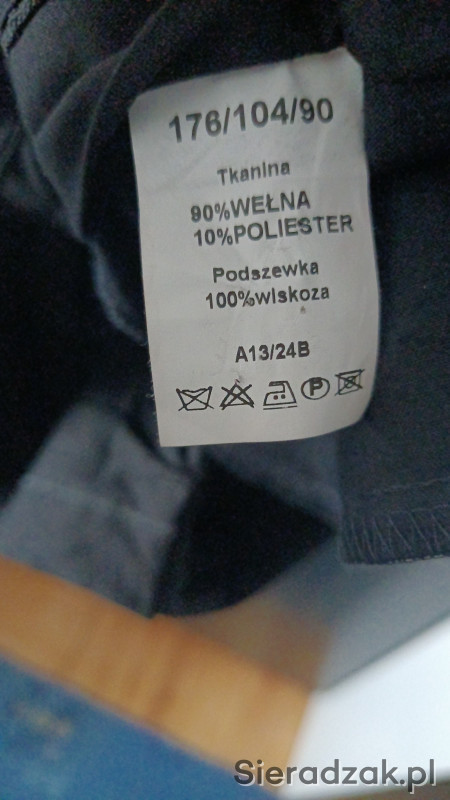 176/104/90
Tkanina
90%WEŁNA
10%POLIESTER
Podszewka
100%wiskoza
A13/24B
P
Sieradzak.pl